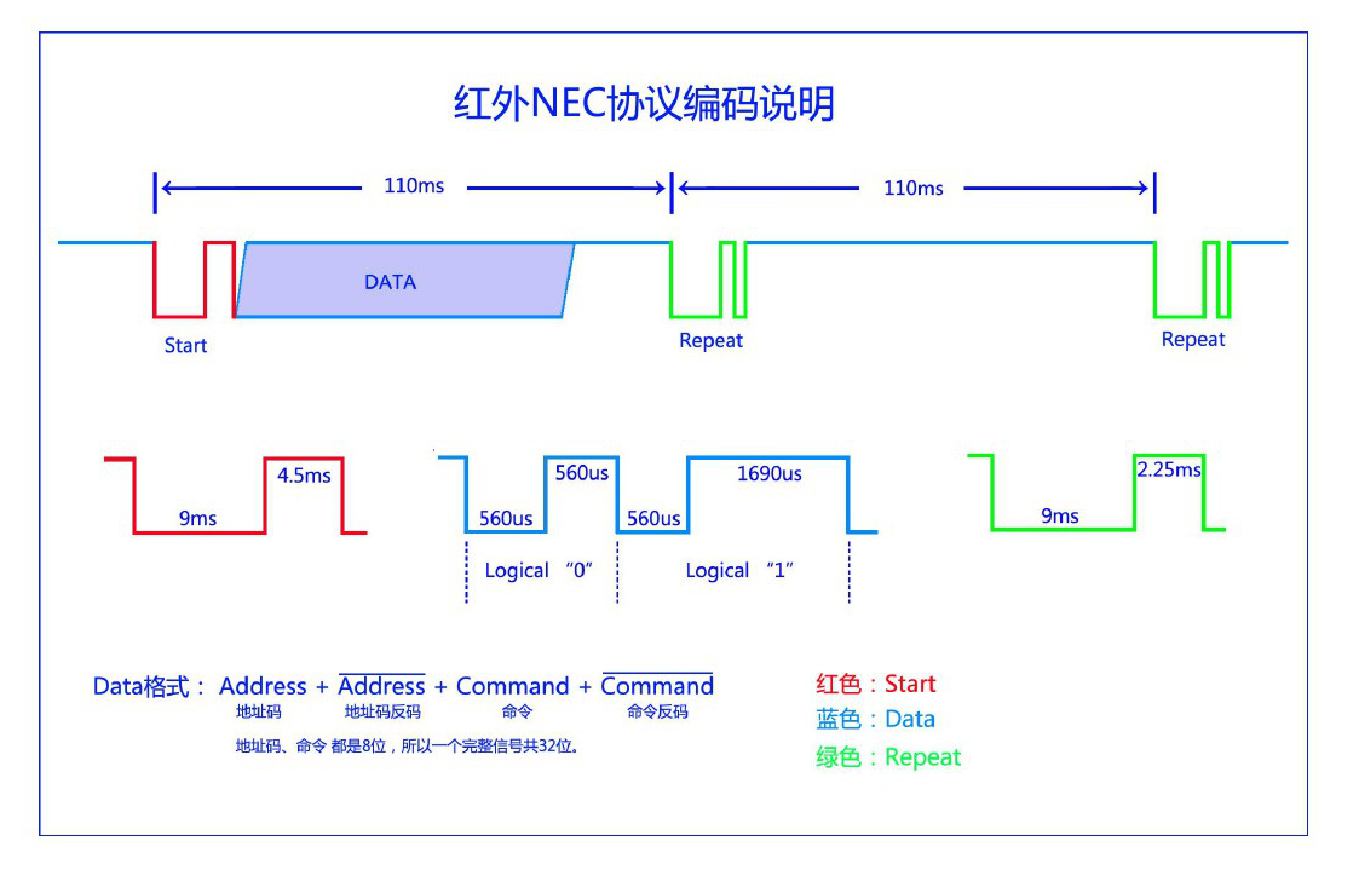 红外NEC协议编码说明
110ms 110ms
DATA
Start Repeat Repeat
4.5ms 560us 1690us 2.25ms
9ms 560us 560us 9ms
Logical “0” Logical “1”
Data格式： Address + Address + Command + Command
地址码 地址码反码 命令 命令反码
地址码、命令 都是8位，所以一个完整信号共32位。
红色：Start
蓝色：Data
绿色：Repeat